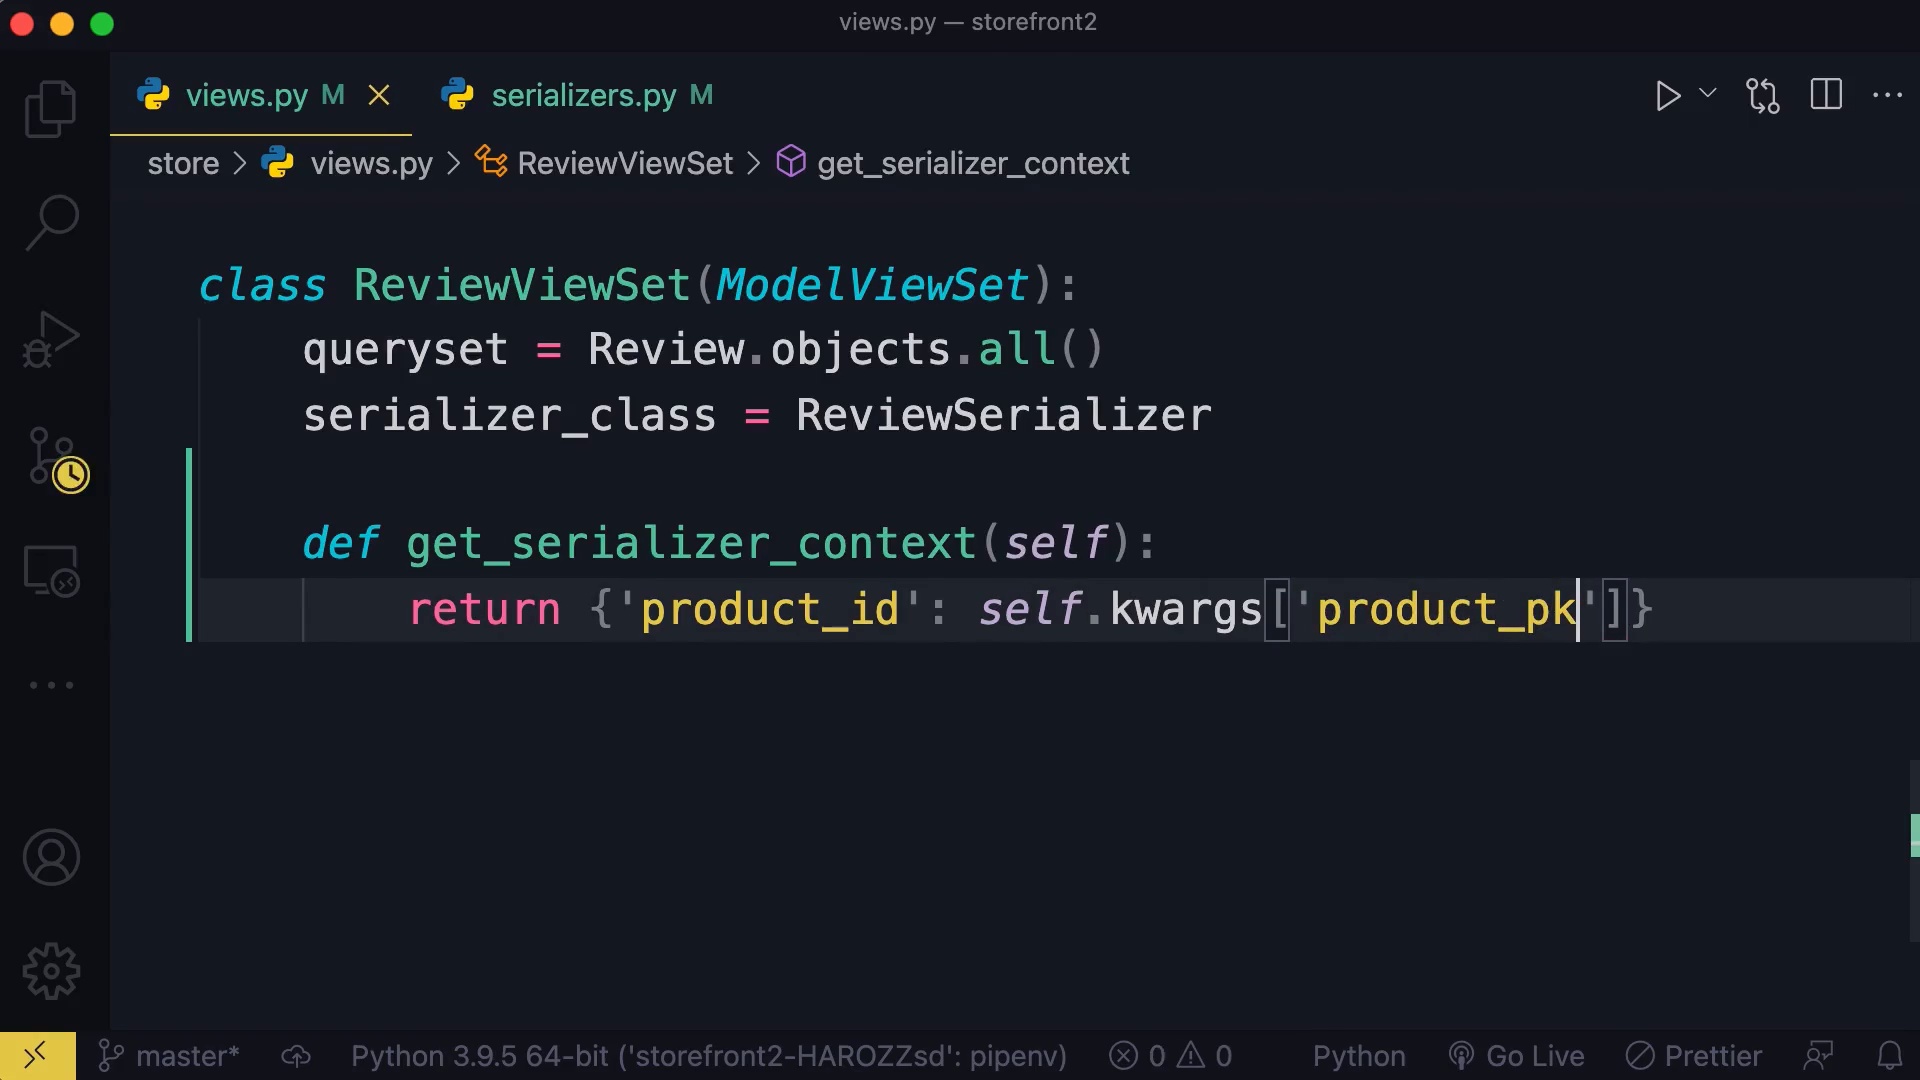 views.py — storefront2
views.py M serializers.py M
store > views.py > ReviewViewSet > get_serializer_context
class ReviewViewSet(ModelViewSet):
queryset = Review.objects.all()
serializer_class = ReviewSerializer
def get_serializer_context(self):
return {'product_id': self.kwargs['product_pk']}
master* Python 3.9.5 64-bit ('storefront2-HAROZZsd': pipenv) 0 0 Python Go Live Prettier